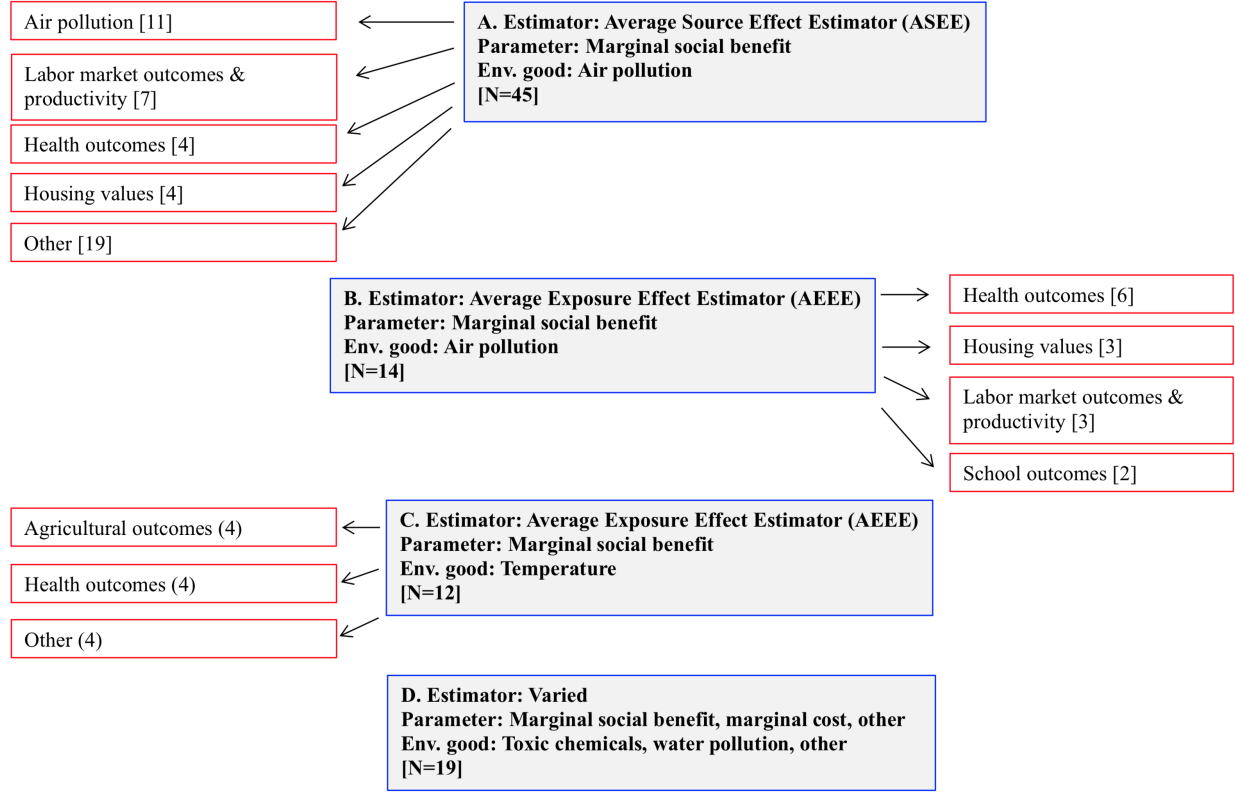 A. Estimator: Average Source Effect Estimator (ASEE)
Parameter: Marginal social benefit
Env. good: Air pollution
[N=45]
Air pollution [11]
Labor market outcomes &
productivity [7]
Health outcomes [4]
Housing values [4]
Other [19]
B. Estimator: Average Exposure Effect Estimator (AEEE)
Parameter: Marginal social benefit
Env. good: Air pollution
[N=14]
Health outcomes [6]
Housing values [3]
Labor market outcomes &
productivity [3]
School outcomes [2]
C. Estimator: Average Exposure Effect Estimator (AEEE)
Parameter: Marginal social benefit
Env. good: Temperature
[N=12]
Agricultural outcomes (4)
Health outcomes (4)
Other (4)
D. Estimator: Varied
Parameter: Marginal social benefit, marginal cost, other
Env. good: Toxic chemicals, water pollution, other
[N=19]